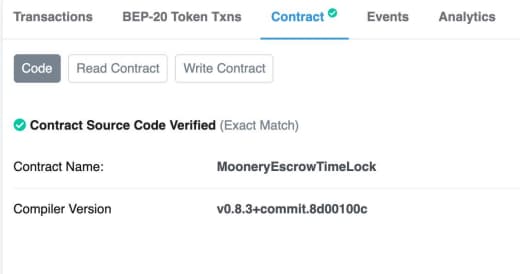 Transactions BEP-20 Token Txns Contract Events Analytics
Code Read Contract Write Contract
Contract Source Code Verified (Exact Match)
Contract Name: MooneryEscrowTimeLock
Compiler Version v0.8.3+commit.8d00100c